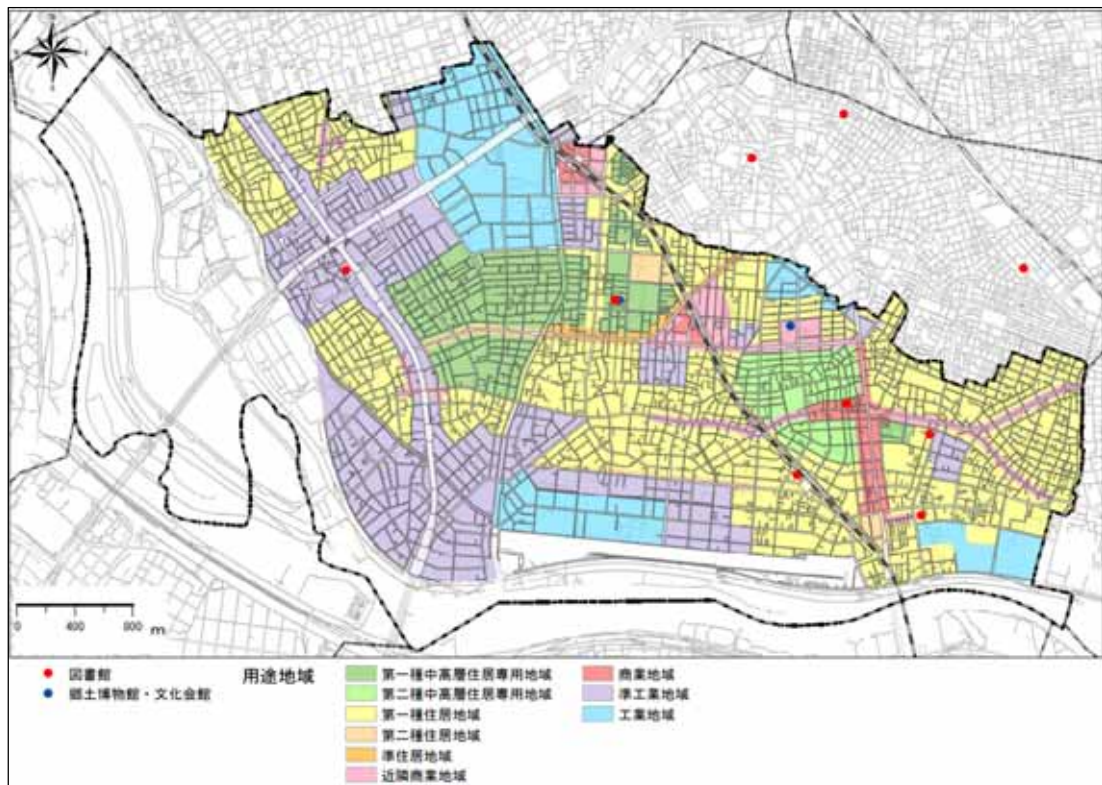 0 400 800 m
図書館
郷土博物館・文化会館
用途地域
第一種中高層住居専用地域
第二種中高層住居専用地域
第一種住居地域
第二種住居地域
準住居地域
近隣商業地域
商業地域
準工業地域
工業地域